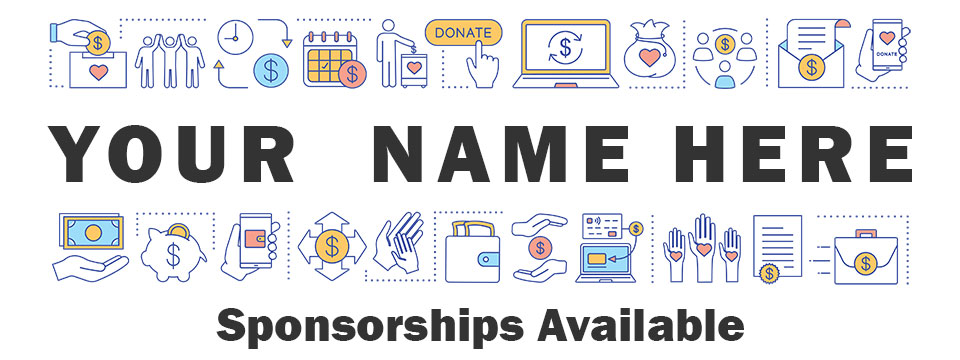 DONATE
DONATE
YOUR NAME HERE
Sponsorships Available